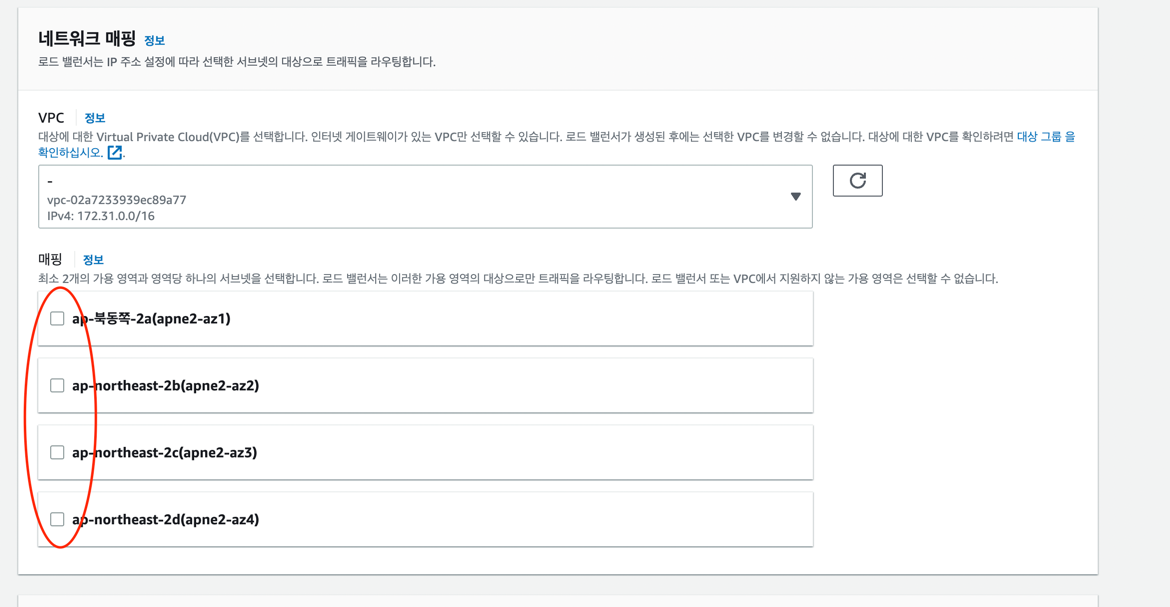 네트워크 매핑 정보
로드 밸런서는 IP 주소 설정에 따라 선택한 서브넷의 대상으로 트래픽을 라우팅합니다.
VPC 정보
대상에 대한 Virtual Private Cloud(VPC)를 선택합니다. 인터넷 게이트웨이가 있는 VPC만 선택할 수 있습니다. 로드 밸런서가 생성된 후에는 선택한 VPC를 변경할 수 없습니다. 대상에 대한 VPC를 확인하려면 대상 그룹 을
확인하십시오. .
-
vpc-02a7233939ec89a77
IPv4: 172.31.0.0/16
매핑 정보
최소 2개의 가용 영역과 영역당 하나의 서브넷을 선택합니다. 로드 밸런서는 이러한 가용 영역의 대상으로만 트래픽을 라우팅합니다. 로드 밸런서 또는 VPC에서 지원하지 않는 가용 영역은 선택할 수 없습니다.
ap-북동쪽-2a(apne2-az1)
ap-northeast-2b(apne2-az2)
ap-northeast-2c(apne2-az3)
ap-northeast-2d(apne2-az4)